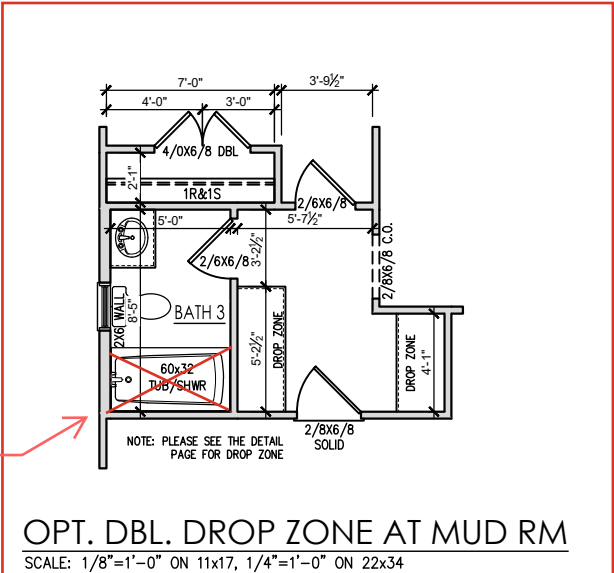 7'-0"
3'-9½"
4'-0"
3'-0"
4/0X6/8 DBL
2'-1"
1R&1S
2/6X6/8
5'-0"
5'-7½"
2/6X6/8
3'-2½"
2/8X6/8 C.O.
2X6 WALL
8'-5"
BATH 3
5'-2½"
DROP ZONE
DROP ZONE
4'-1"
60x32
TUB/SHWR
2/8X6/8
SOLID
NOTE: PLEASE SEE THE DETAIL
PAGE FOR DROP ZONE
OPT. DBL. DROP ZONE AT MUD RM
SCALE: 1/8"=1'-0" ON 11x17, 1/4"=1'-0" ON 22x34